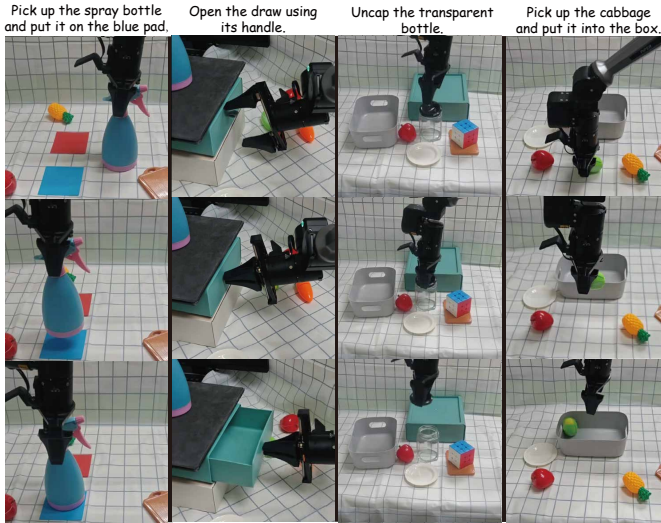 Pick up the spray bottle
and put it on the blue pad.
Open the draw using
its handle.
Uncap the transparent
bottle.
Pick up the cabbage
and put it into the box.